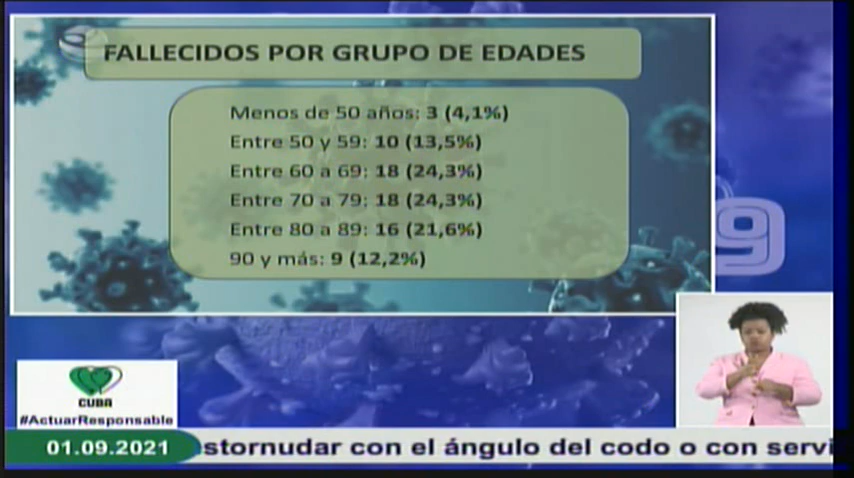 FALLECIDOS POR GRUPO DE EDADES
Menos de 50 años: 3 (4,1%)
Entre 50 y 59: 10 (13,5%)
Entre 60 a 69: 18 (24,3%)
Entre 70 a 79: 18 (24,3%)
Entre 80 a 89: 16 (21,6%)
90 y más: 9 (12,2%)
9
CUBA
#ActuarResponsable
01.09.2021 stornudar con el ángulo del codo o con servi